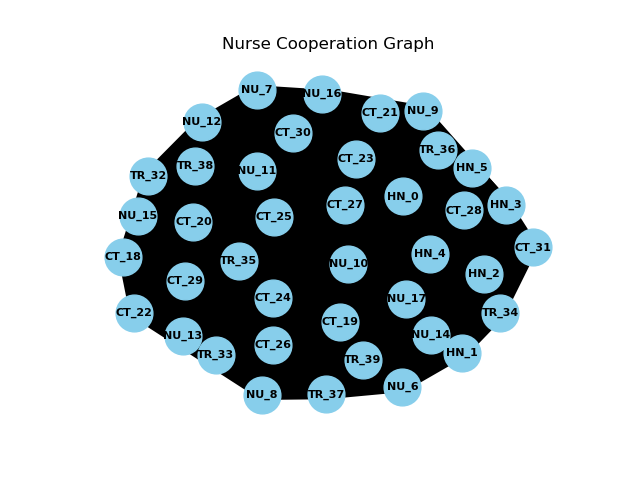 Nurse Cooperation Graph
NU_7
NU_16
NU_9
CT_21
NU_12
CT_30
TR_36
CT_23
TR_38
HN_5
NU_11
TR_32
HN_0
CT_27
HN_3
CT_28
NU_15
CT_25
CT_20
CT_31
HN_4
CT_18
TR_35
NU_10
HN_2
CT_29
CT_24
NU_17
CT_22
TR_34
CT_19
NU_14
NU_13
CT_26
HN_1
TR_33
TR_39
NU_6
NU_8
TR_37